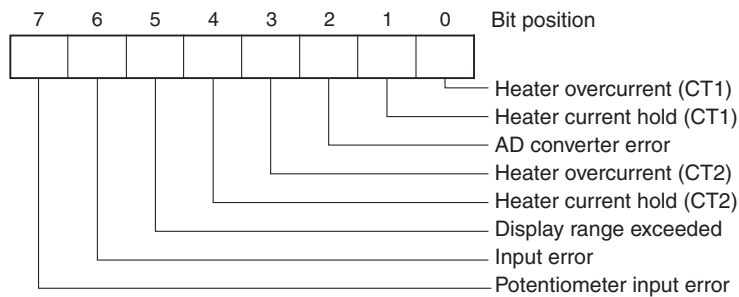 7 6 5 4 3 2 1 0 Bit position
Heater overcurrent (CT1)
Heater current hold (CT1)
AD converter error
Heater overcurrent (CT2)
Heater current hold (CT2)
Display range exceeded
Input error
Potentiometer input error